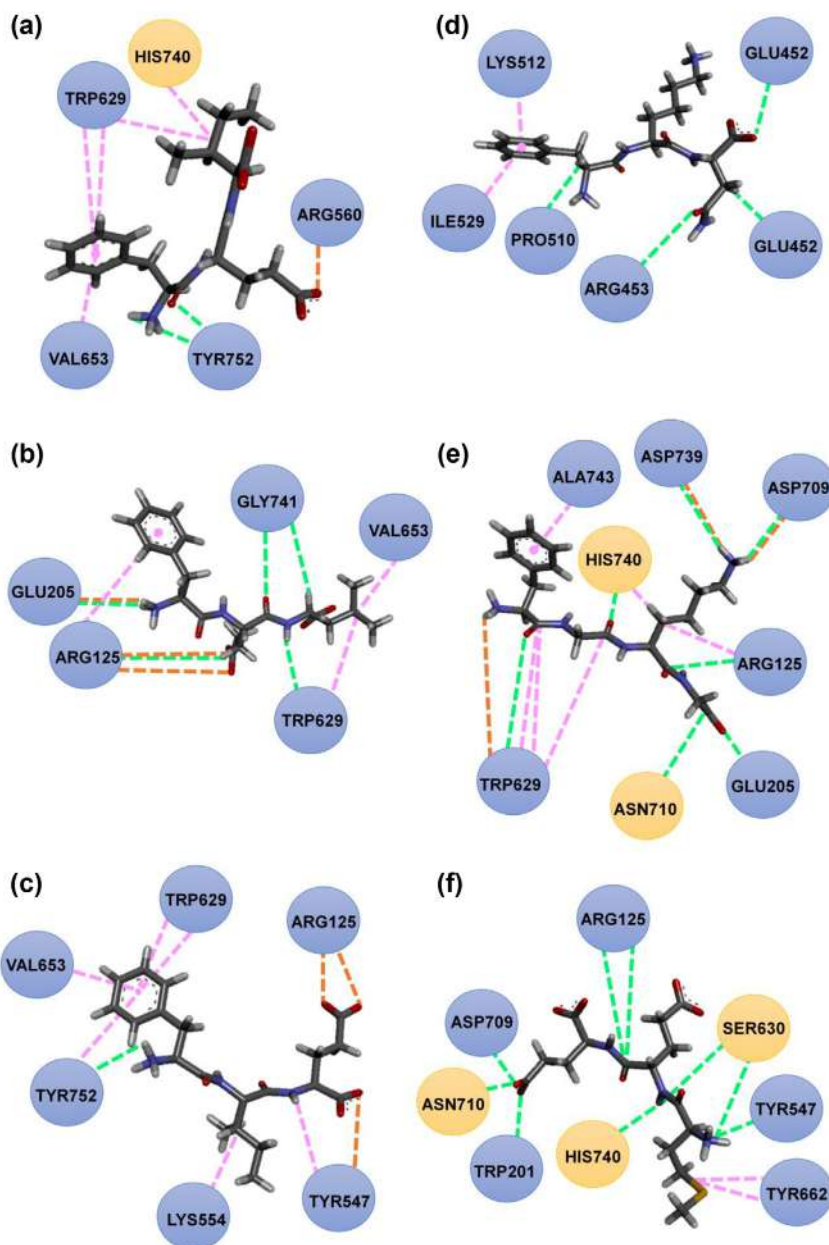 (a)
HIS740
TRP629
ARG560
VAL653
TYR752
(d)
LYS512
GLU452
ILE529
PRO510
ARG453
GLU452
(b)
GLY741
VAL653
GLU205
ARG125
TRP629
(e)
ALA743
ASP739
ASP709
HIS740
ARG125
TRP629
ASN710
GLU205
(c)
TRP629
ARG125
VAL653
TYR752
LYS554
TYR547
(f)
ARG125
ASP709
SER630
ASN710
TYR547
TRP201
HIS740
TYR662